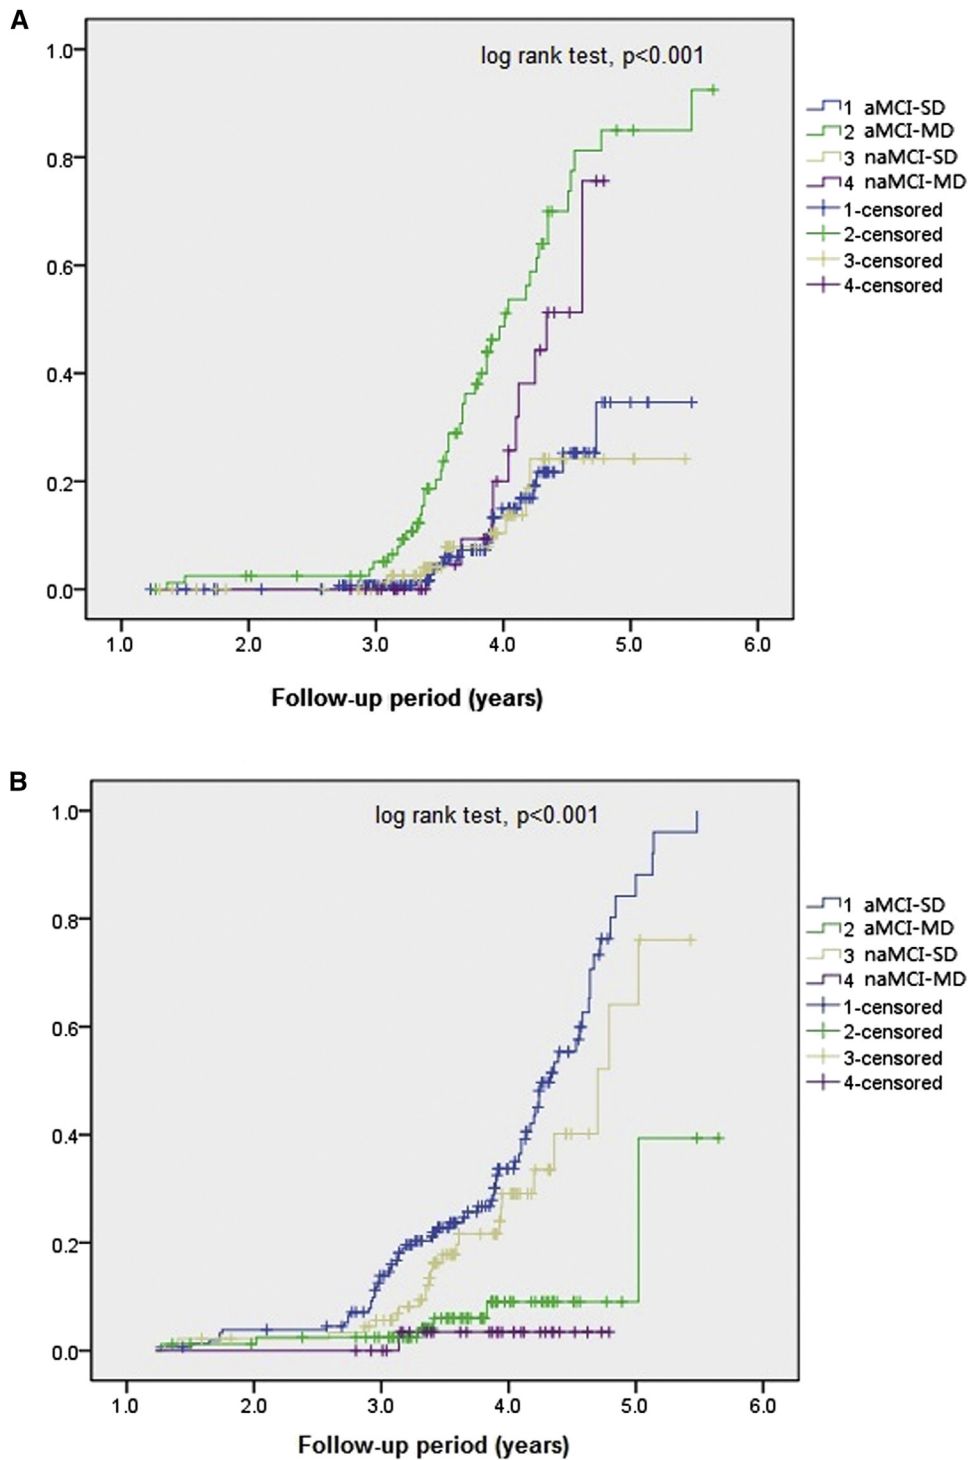 A
log rank test, p<0.001
1.0
0.8
0.6
0.4
0.2
0.0
1.0 2.0 3.0 4.0 5.0 6.0
Follow-up period (years)
1 aMCI-SD
2 aMCI-MD
3 naMCI-SD
4 naMCI-MD
1-censored
2-censored
3-censored
4-censored
B
log rank test, p<0.001
1.0
0.8
0.6
0.4
0.2
0.0
1.0 2.0 3.0 4.0 5.0 6.0
Follow-up period (years)
1 aMCI-SD
2 aMCI-MD
3 naMCI-SD
4 naMCI-MD
1-censored
2-censored
3-censored
4-censored